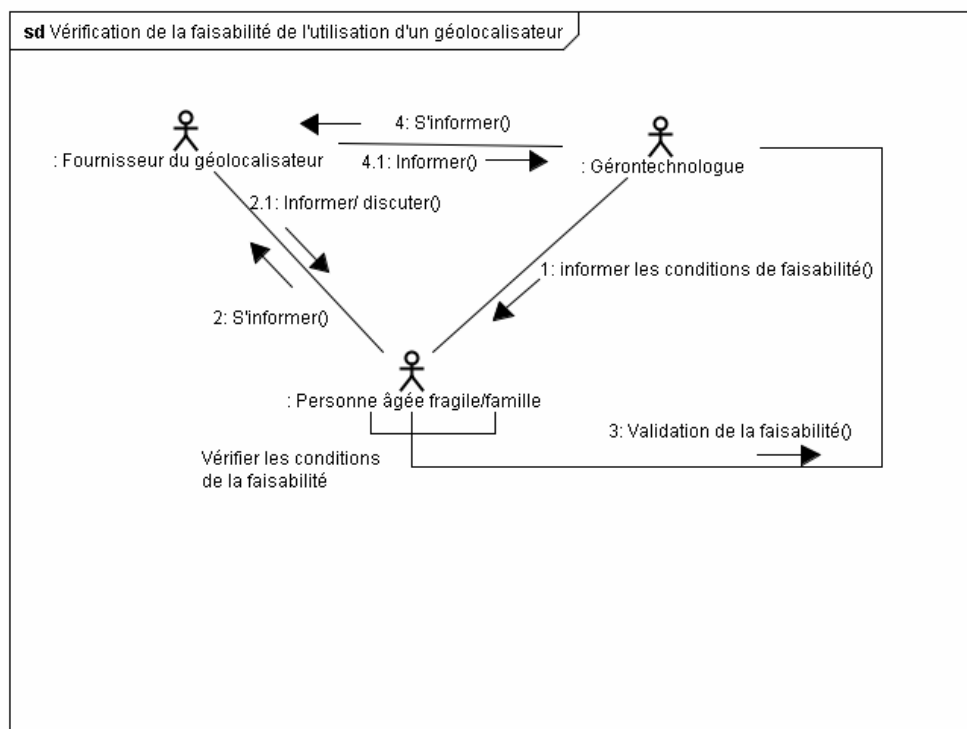 sd Vérification de la faisabilité de l'utilisation d'un géolocalisateur
4: S'informer()
: Fournisseur du géolocalisateur
4.1: Informer()
: Gérontechnologue
2.1: Informer/ discuter()
1: informer les conditions de faisabilité()
2: S'informer()
: Personne âgée fragile/famille
3: Validation de la faisabilité()
Vérifier les conditions
de la faisabilité